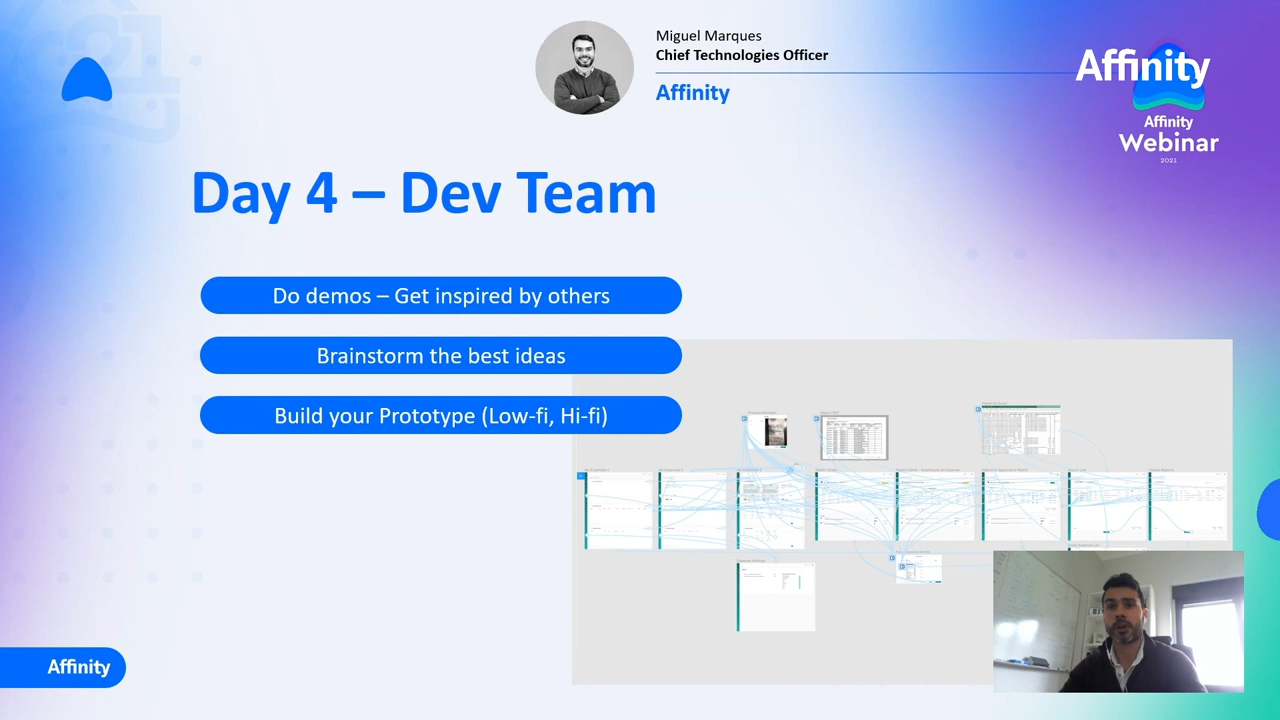 Miguel Marques
Chief Technologies Officer
Affinity
Affinity
Affinity
Webinar
2021
Day 4 – Dev Team
Do demos – Get inspired by others
Brainstorm the best ideas
Build your Prototype (Low-fi, Hi-fi)
Affinity